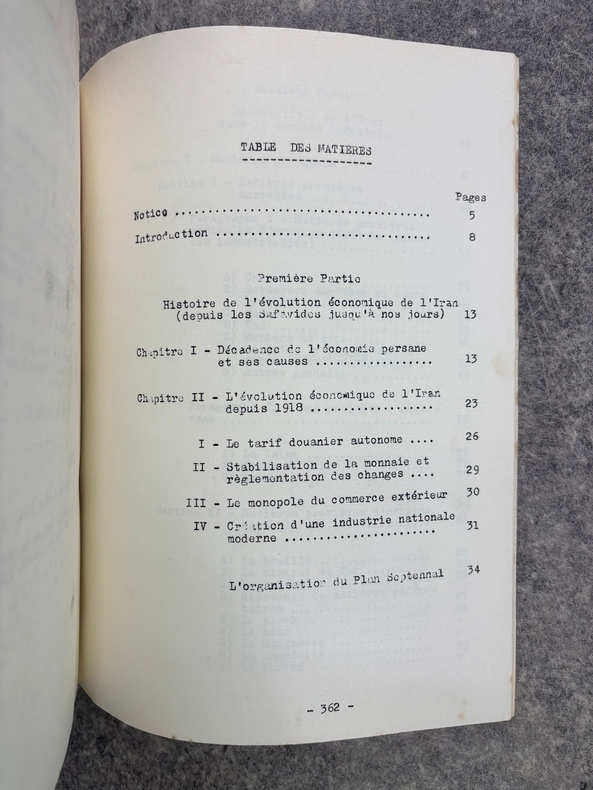 TABLE DES MATIERES
Pages
Notice ..................................... 5
Introduction ............................... 8
Première Partie
Histoire de l'évolution économique de l'Iran
(depuis les Safavides jusqu'à nos jours) 13
Chapitre I - Décadence de l'économie persane
et ses causes .................. 13
Chapitre II - L'évolution économique de l'Iran
depuis 1918 .................. 23
I - Le tarif douanier autonome .... 26
II - Stabilisation de la monnaie et
règlementation des changes .... 29
III - Le monopole du commerce extérieur 30
IV - Création d'une industrie nationale
moderne ...................... 31
L'organisation du Plan Septennal 34
- 362 -